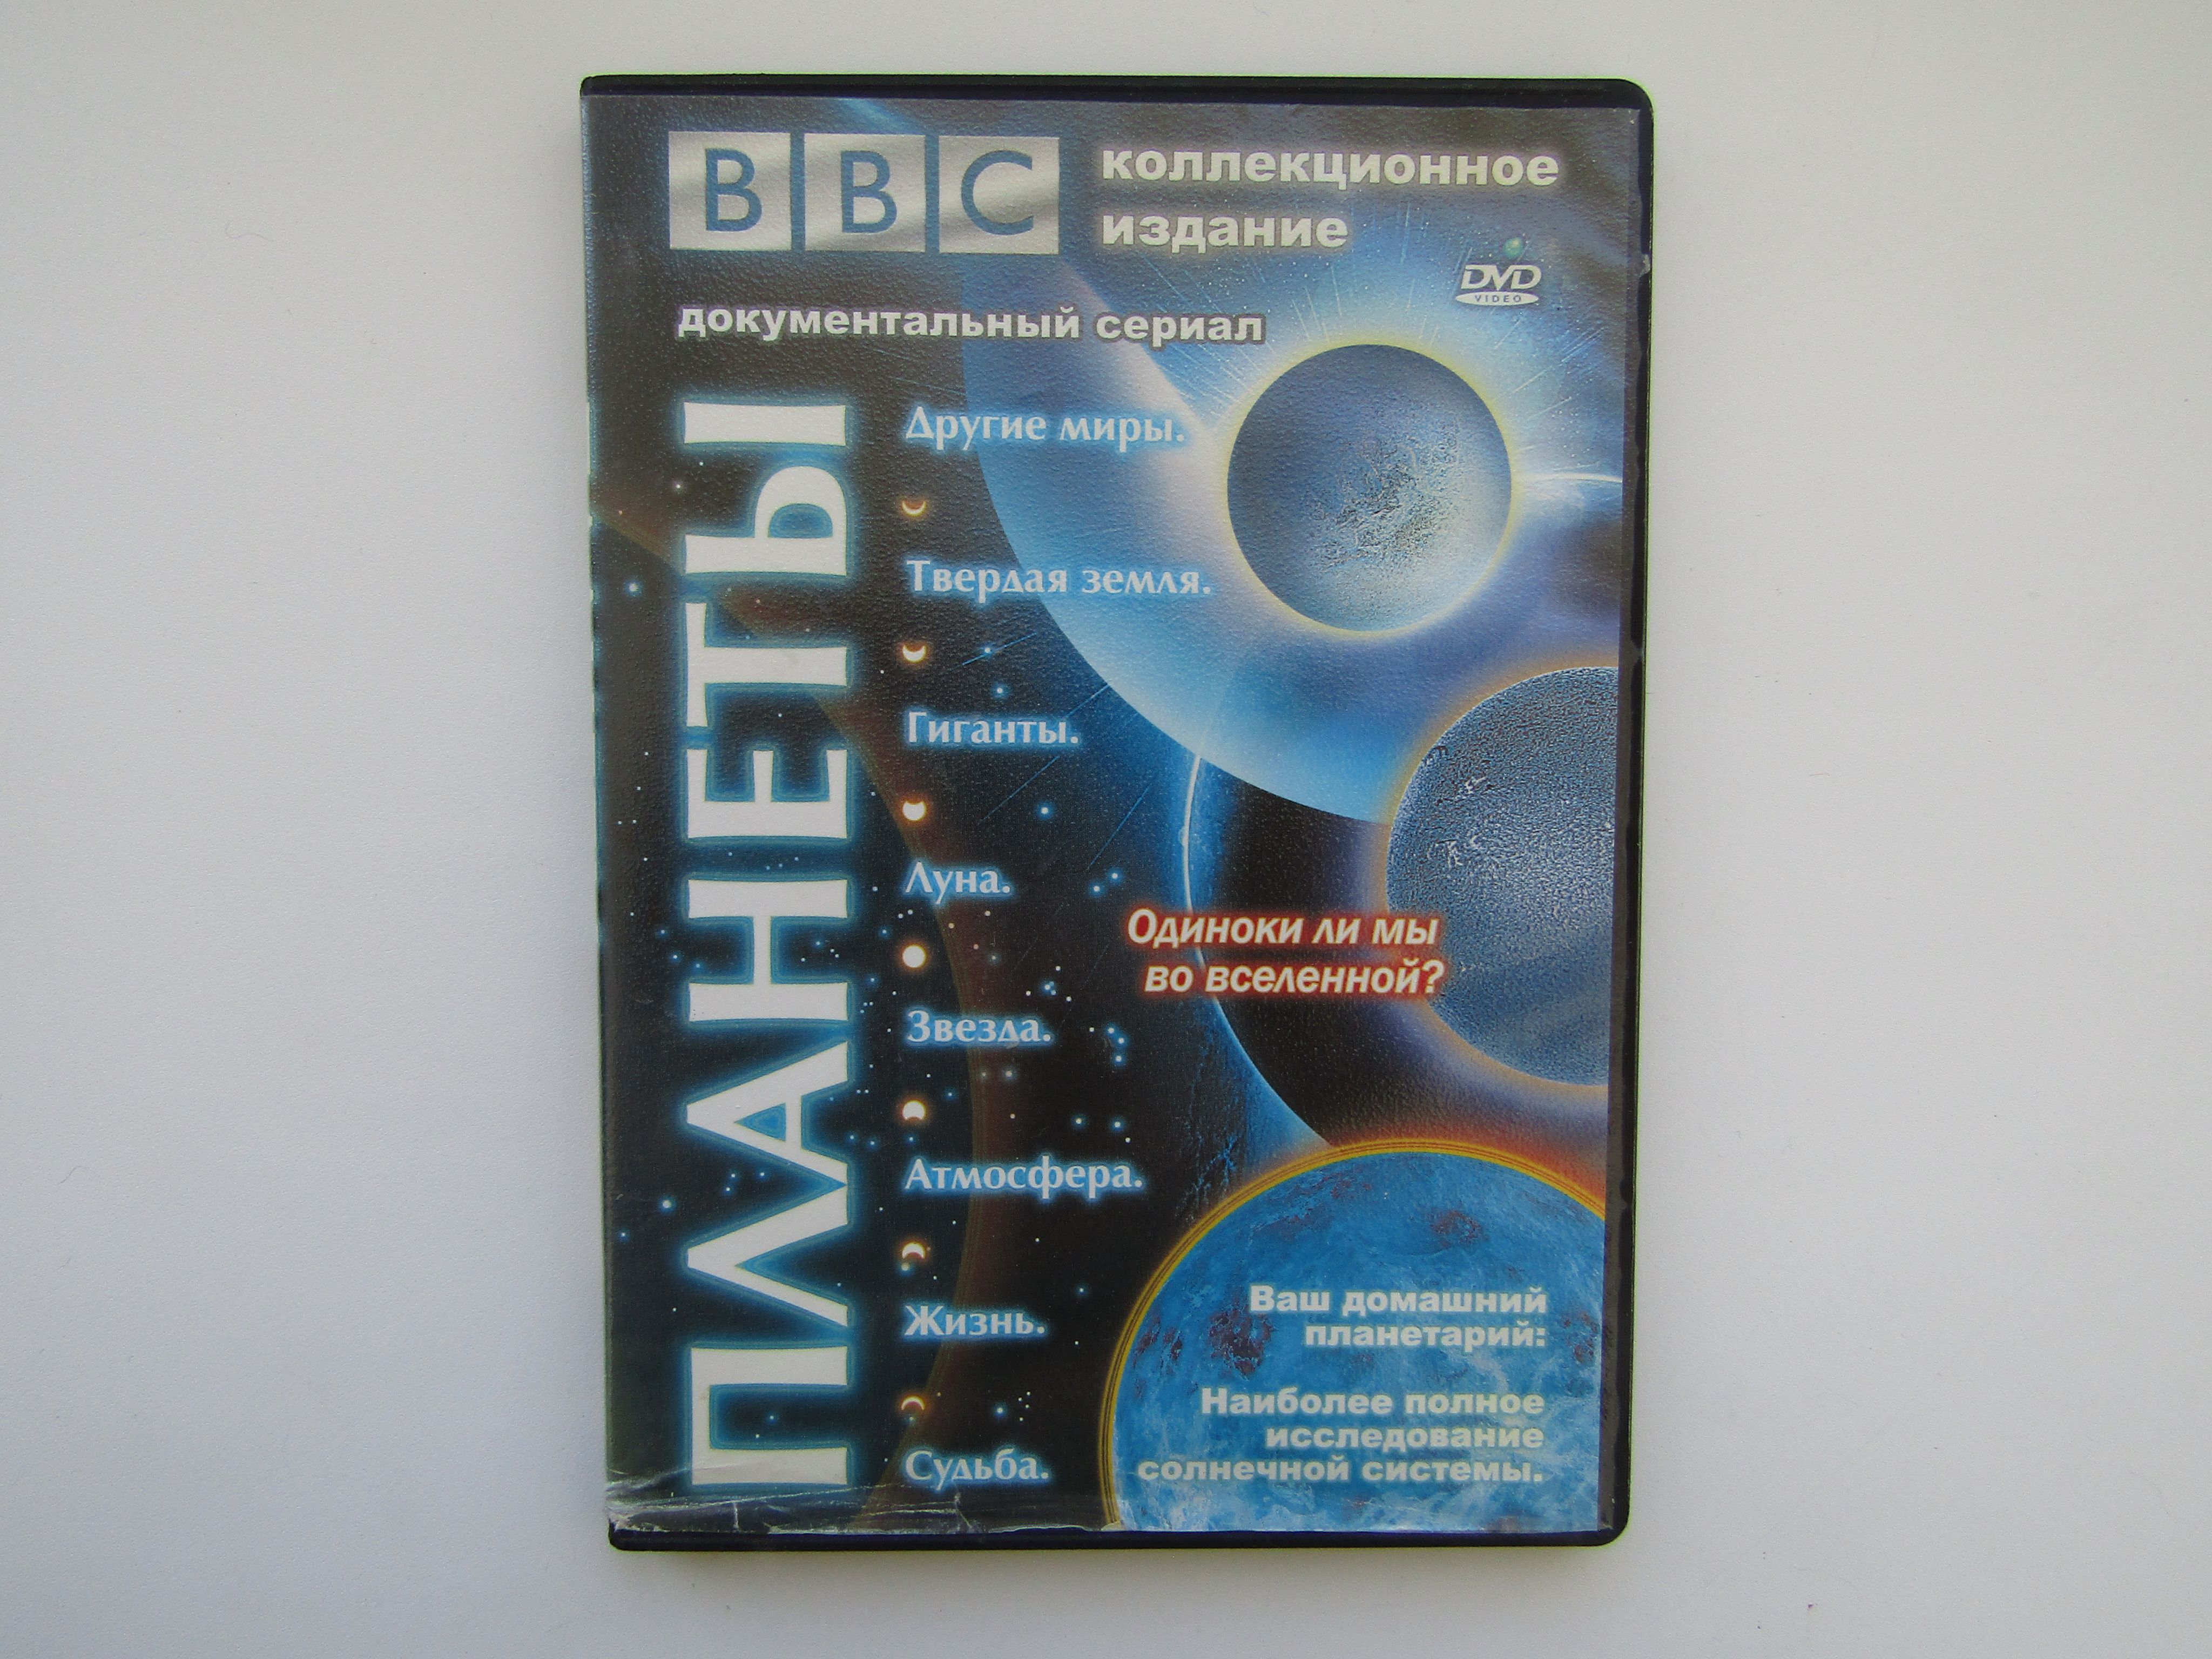 BBC
коллекционное
издание
DVD
VIDEO
документальный сериал
ПЛАНЕТЫ
Другие миры.
Твердая земля.
Гиганты.
Луна.
Звезда.
Атмосфера.
Жизнь.
Судьба.
Одиноки ли мы
во вселенной?
Ваш домашний
планетарий:
Наиболее полное
исследование
солнечной системы.